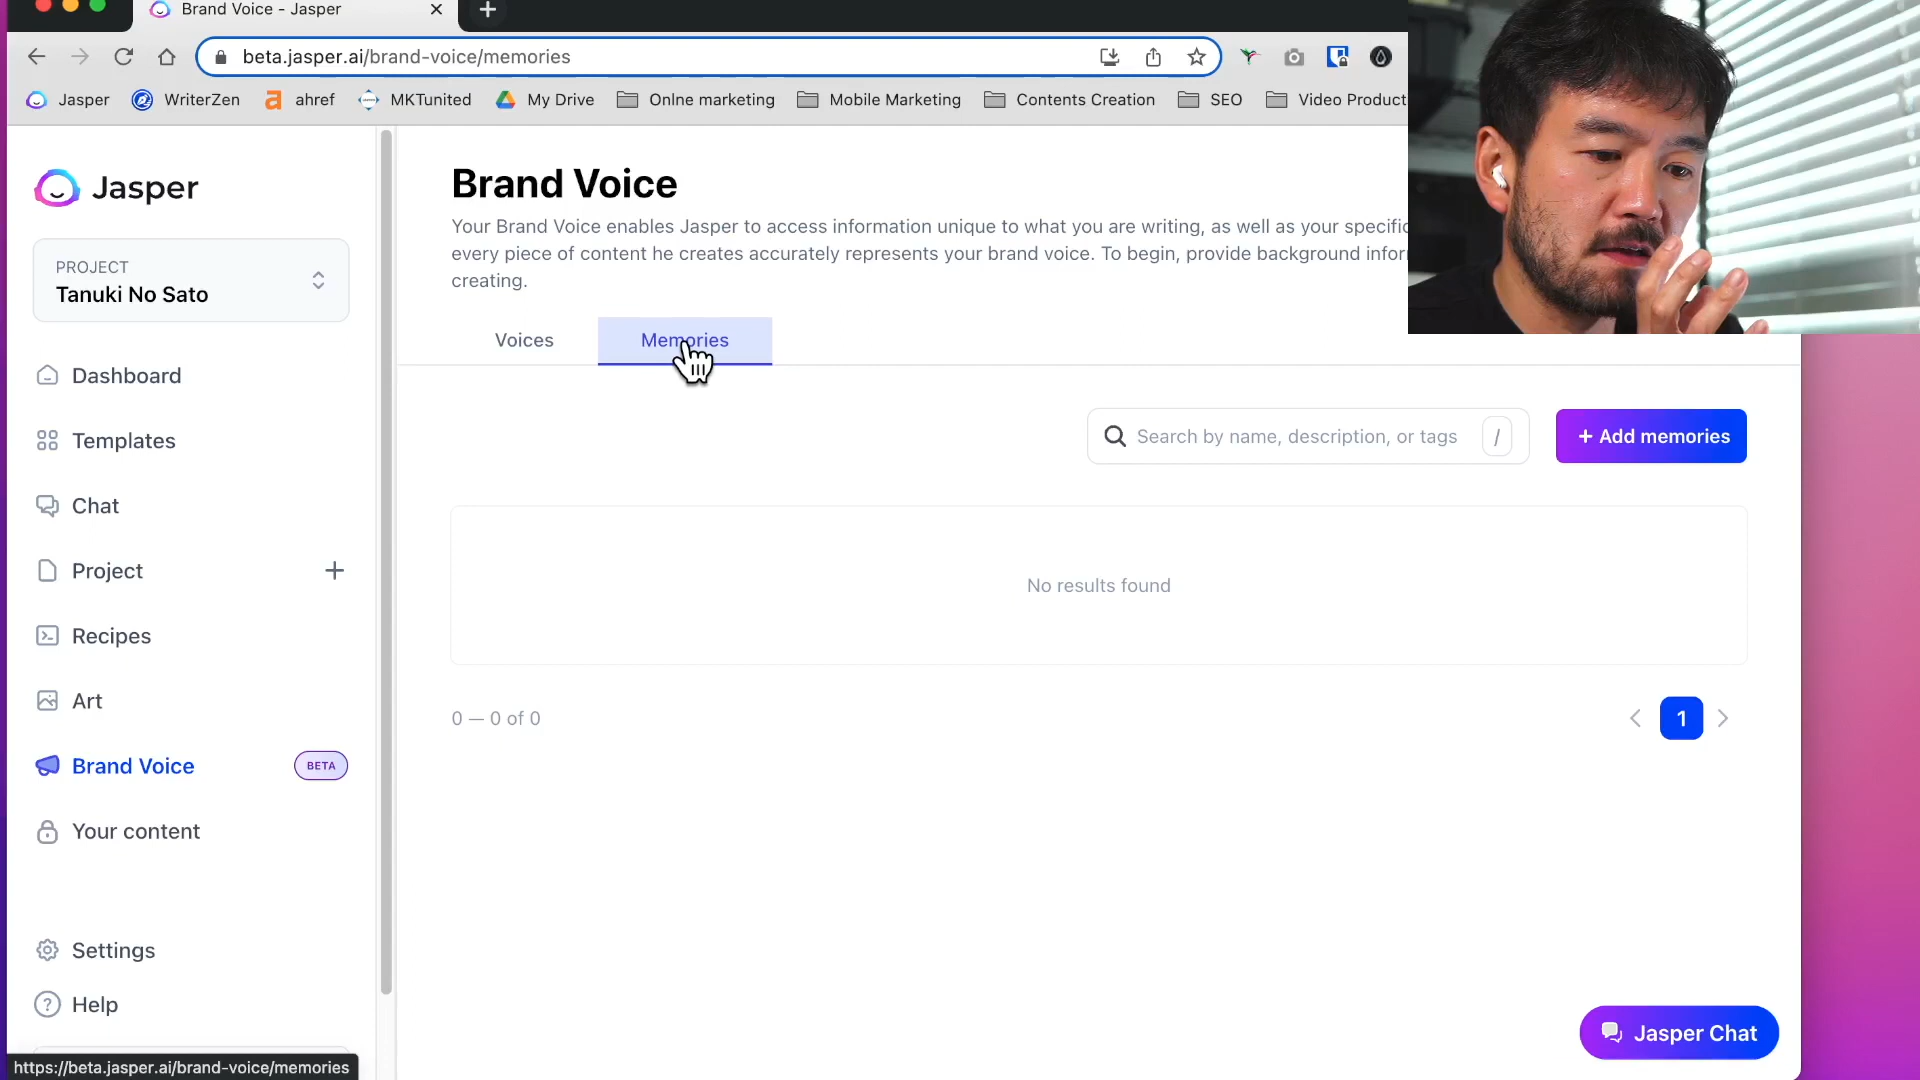 Brand Voice - Jasper
beta.jasper.ai/brand-voice/memories
Jasper
WriterZen
ahref
MKTunited
My Drive
Onlne marketing
Mobile Marketing
Contents Creation
SEO
Video Product
Jasper
PROJECT
Tanuki No Sato
Dashboard
Templates
Chat
Project
Recipes
Art
Brand Voice
BETA
Your content
Settings
Help
https://beta.jasper.ai/brand-voice/memories
Brand Voice
Your Brand Voice enables Jasper to access information unique to what you are writing, as well as your specific
every piece of content he creates accurately represents your brand voice. To begin, provide background infor
creating.
Voices
Memories
Search by name, description, or tags
/
+ Add memories
No results found
0 — 0 of 0
1
Jasper Chat